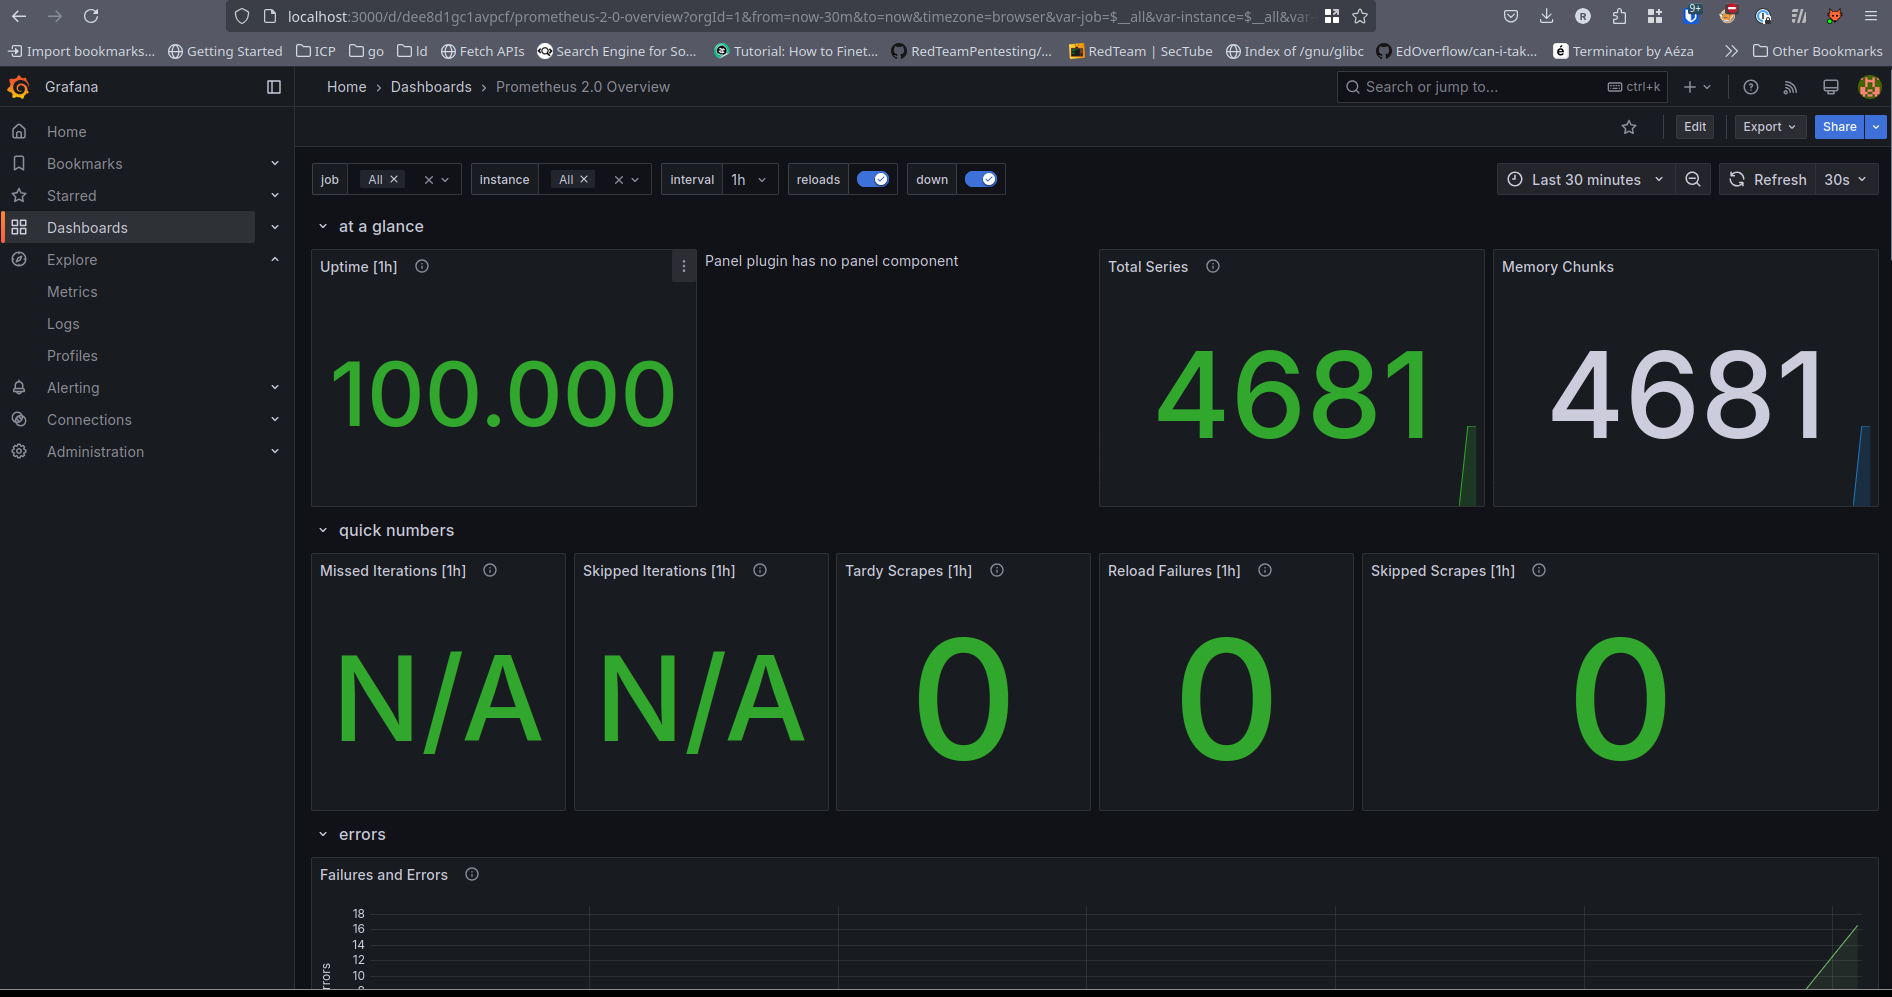 localhost:3000/d/dee8d1gc1avpcf/prometheus-2-0-overview?orgId=1&from=now-30m&to=now&timezone=browser&var-job=$__all&var-instance=$__all&var-
9+
Import bookmarks... Getting Started ICP go ld Fetch APIs Search Engine for So... Tutorial: How to Finet... RedTeamPentesting/... RedTeam | SecTube Index of /gnu/glibc EdOverflow/can-i-tak... Terminator by Aéza Other Bookmarks
Grafana
Home › Dashboards › Prometheus 2.0 Overview
Search or jump to... ctrl+k
Edit Export Share
Home
Bookmarks
Starred
Dashboards
Explore
Metrics
Logs
Profiles
Alerting
Connections
Administration
job All instance All interval 1h reloads down
Last 30 minutes Refresh 30s
at a glance
Uptime [1h]
100.000
Panel plugin has no panel component
Total Series
4681
Memory Chunks
4681
quick numbers
Missed Iterations [1h]
N/A
Skipped Iterations [1h]
N/A
Tardy Scrapes [1h]
0
Reload Failures [1h]
0
Skipped Scrapes [1h]
0
errors
Failures and Errors
18
16
14
12
10